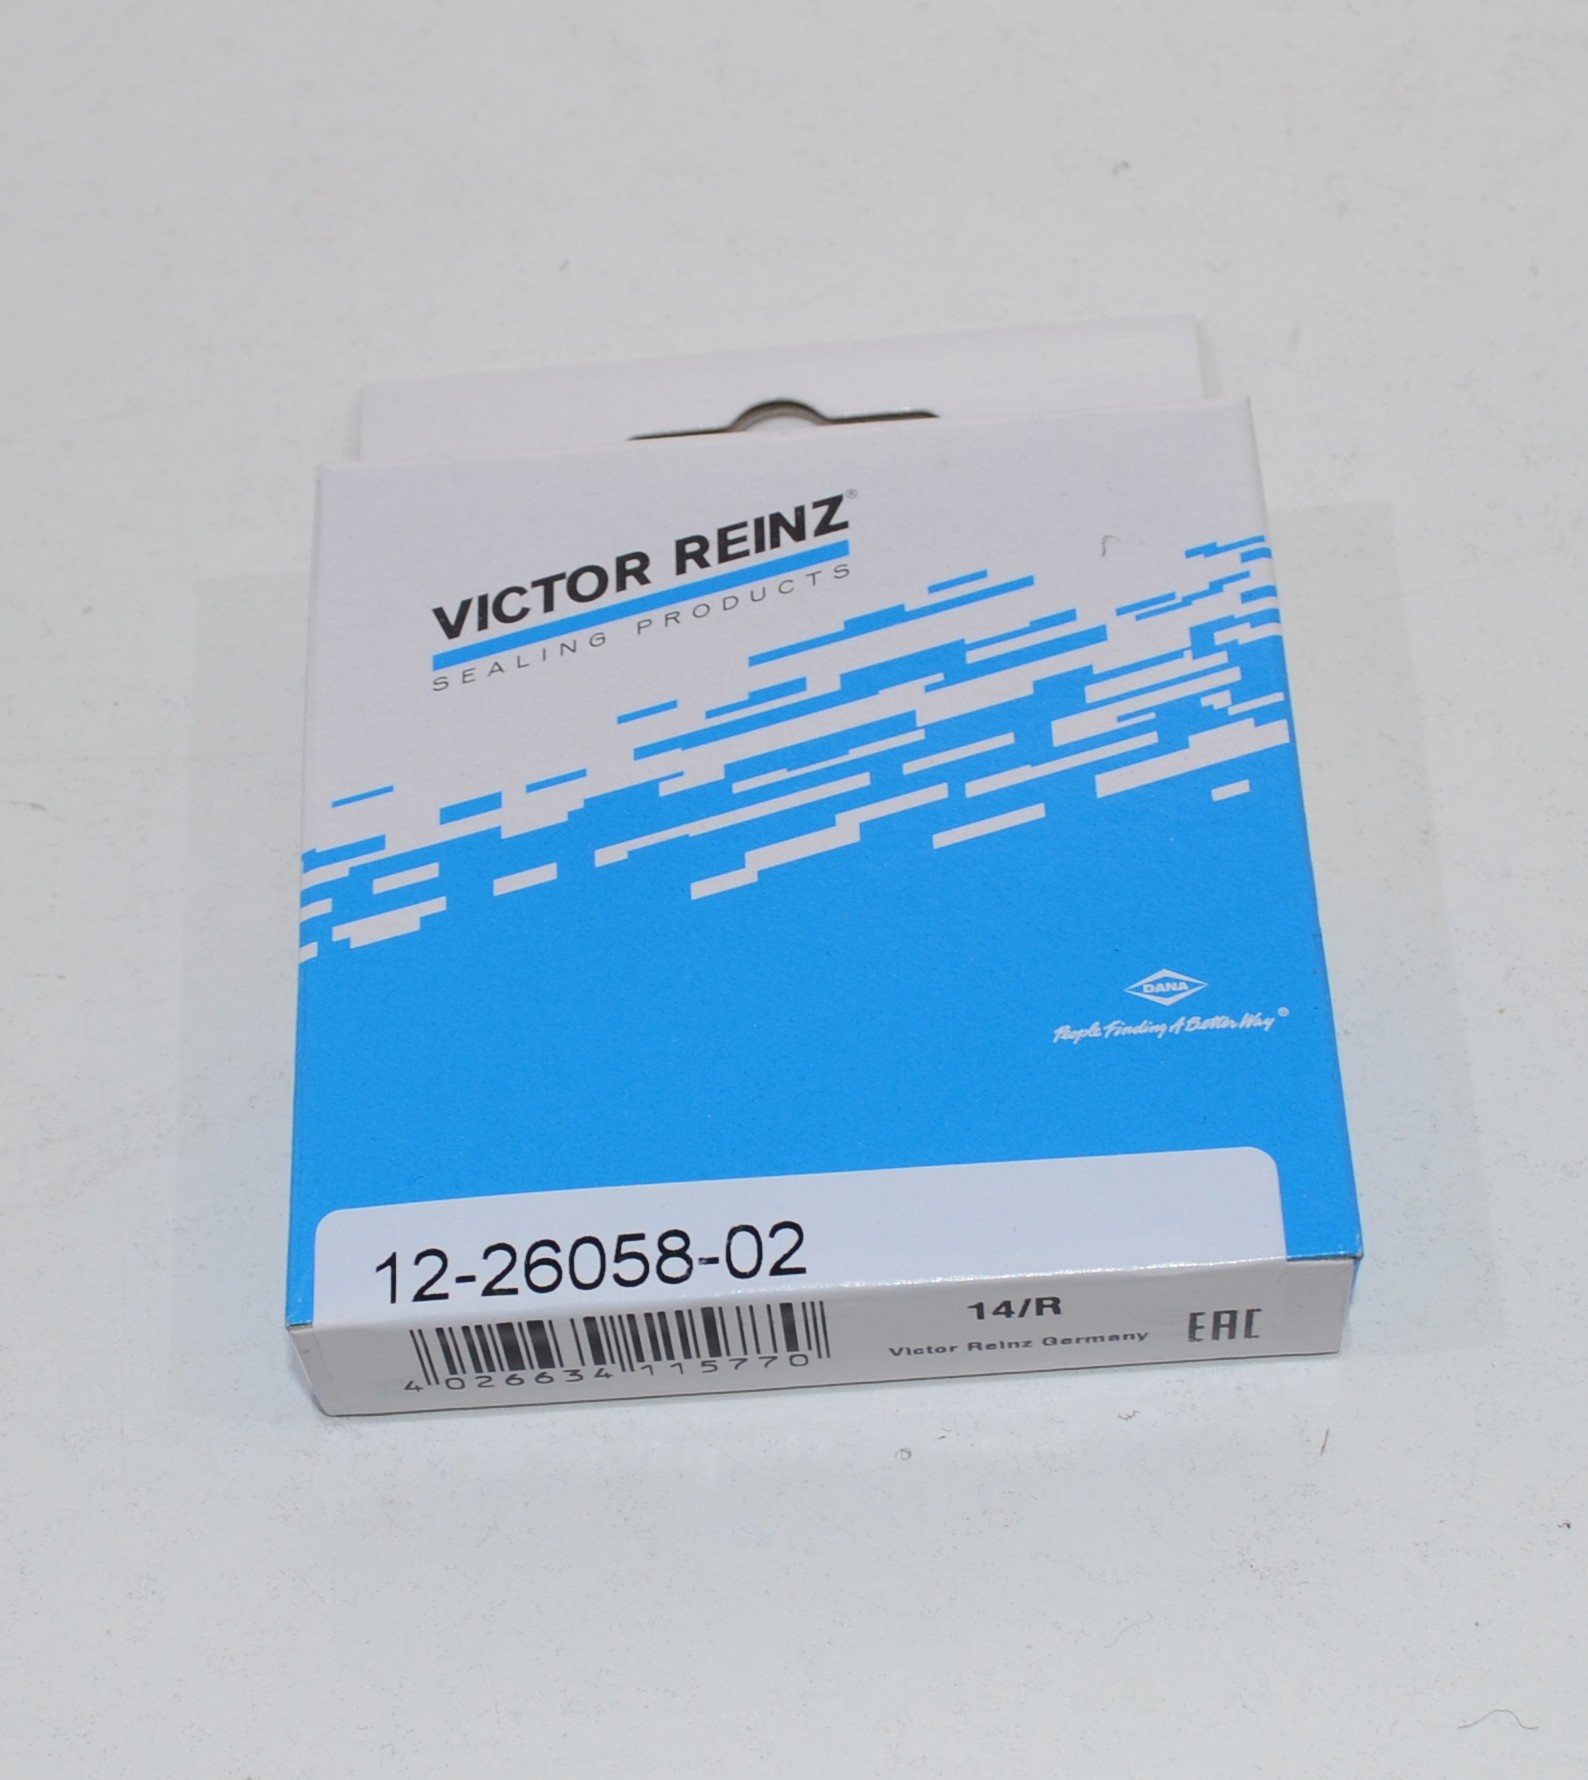 VICTOR REINZ®
SEALING PRODUCTS
DANA
People Finding A Better Way®
12-26058-02
14/R
Victor Reinz Germany
EAC
4 026634 115770